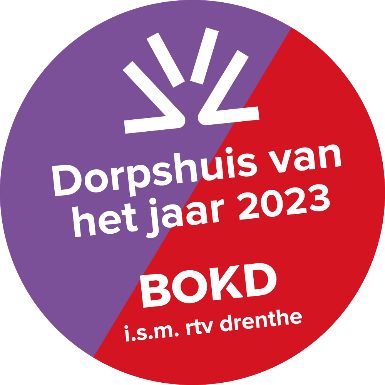 Dorpshuis van
het jaar 2023
BOKD
i.s.m. rtv drenthe